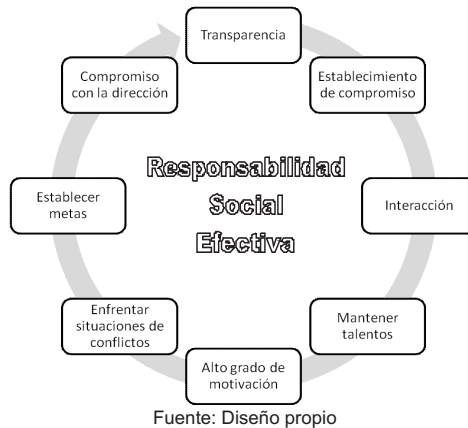 Transparencia
Establecimiento
de compromiso
Interacción
Mantener
talentos
Alto grado de
motivación
Enfrentar
situaciones de
conflictos
Establecer
metas
Compromiso
con la dirección
Responsabilidad
Social
Efectiva
Fuente: Diseño propio